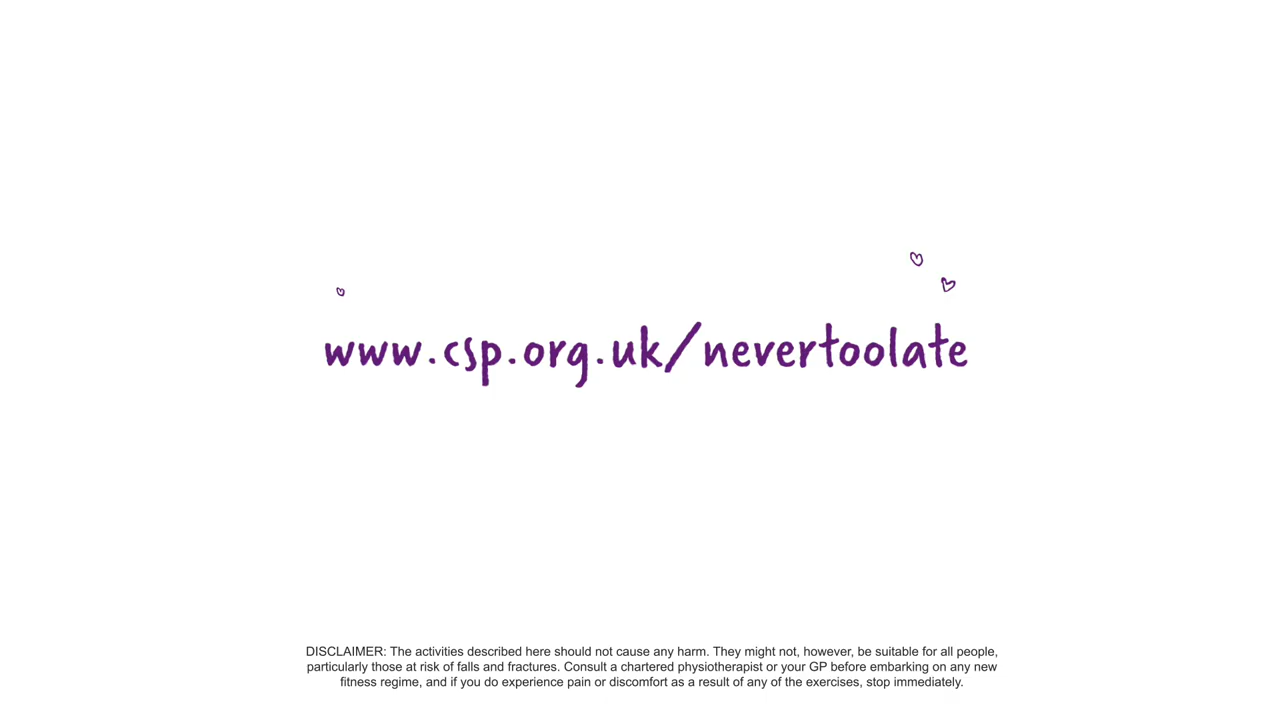 www.csp.org.uk/nevertoolate
DISCLAIMER: The activities described here should not cause any harm. They might not, however, be suitable for all people,
particularly those at risk of falls and fractures. Consult a chartered physiotherapist or your GP before embarking on any new
fitness regime, and if you do experience pain or discomfort as a result of any of the exercises, stop immediately.